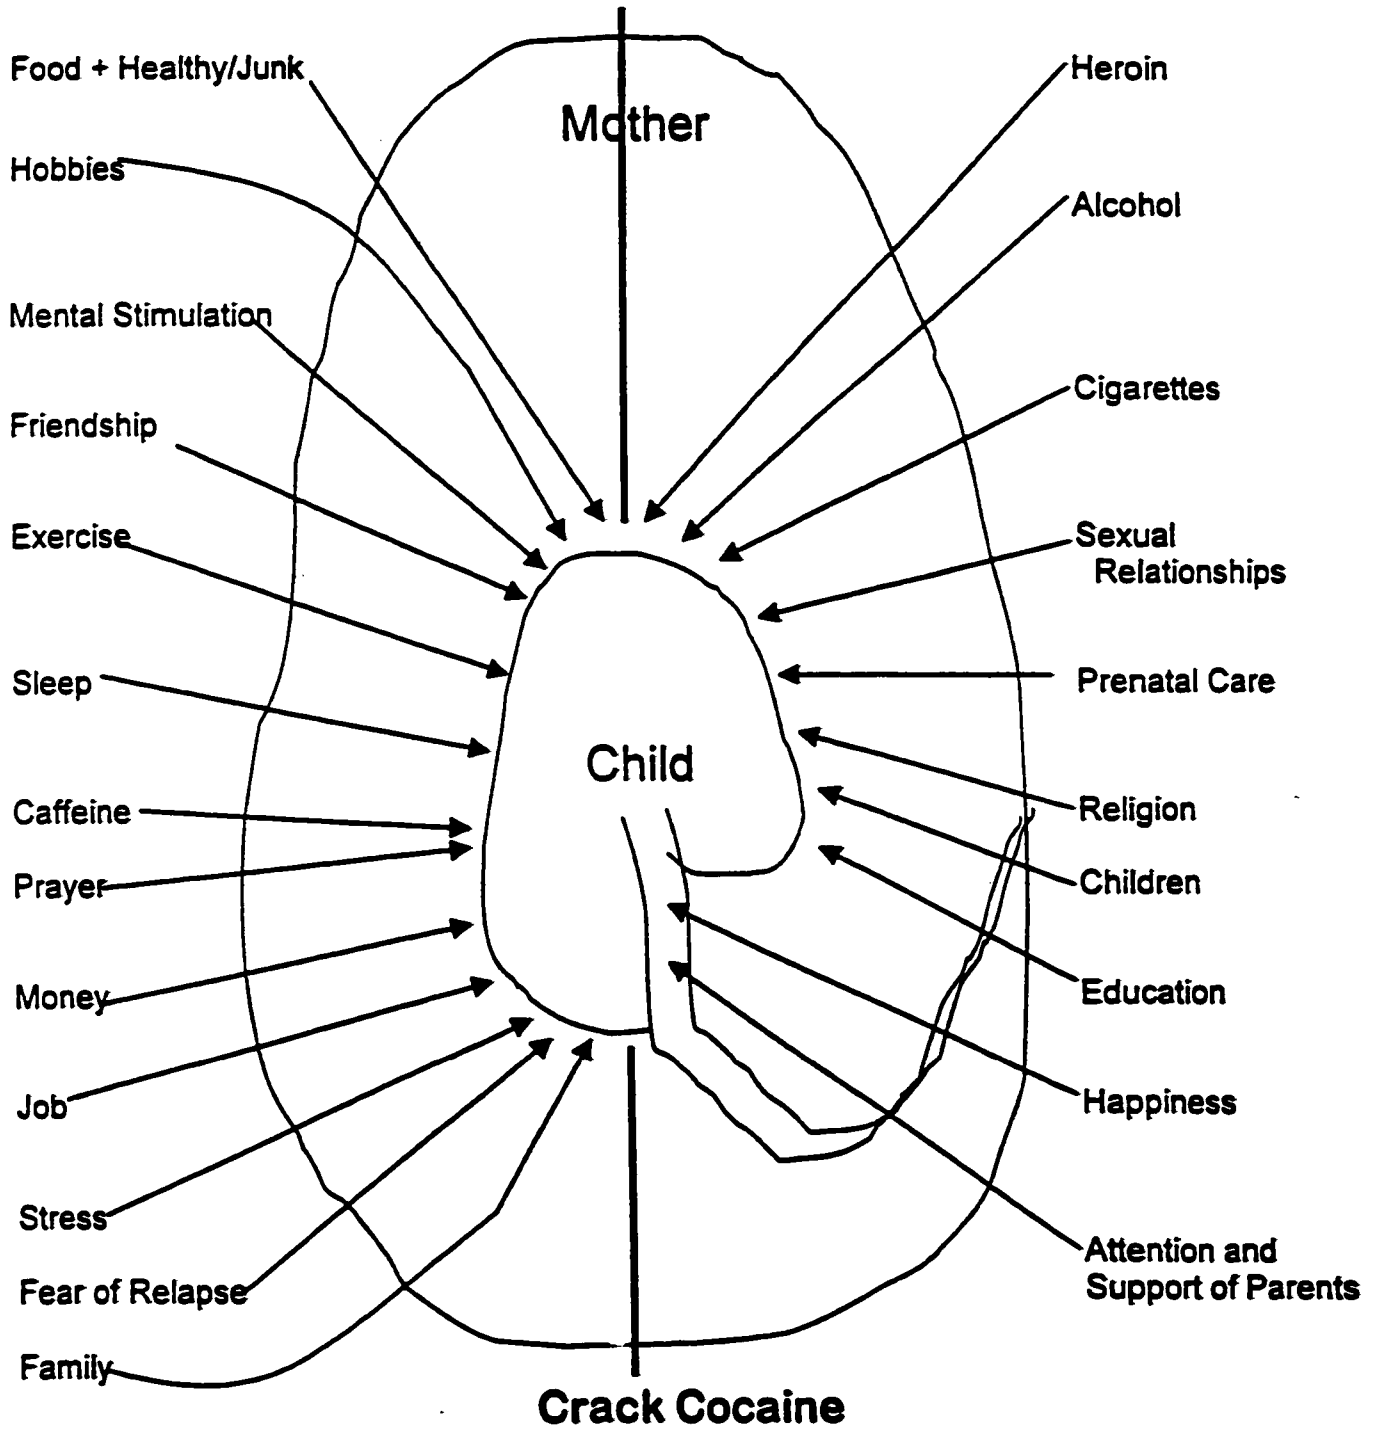 Food + Healthy/Junk
Heroin
Mother
Hobbies
Alcohol
Mental Stimulation
Cigarettes
Friendship
Exercise
Sexual
Relationships
Sleep
Prenatal Care
Child
Caffeine
Religion
Prayer
Children
Money
Education
Job
Happiness
Stress
Attention and
Support of Parents
Fear of Relapse
Family
Crack Cocaine